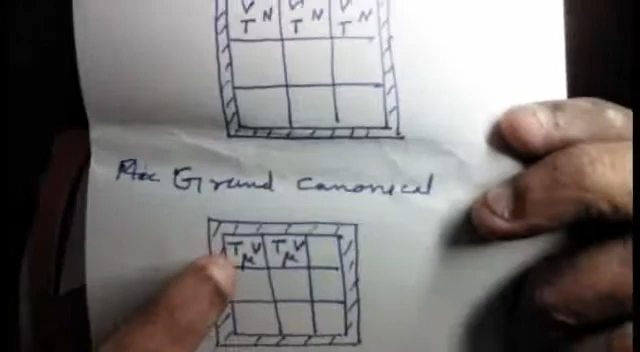 V V V
T N T N T N
Grand canonical
T V T V
μ μ